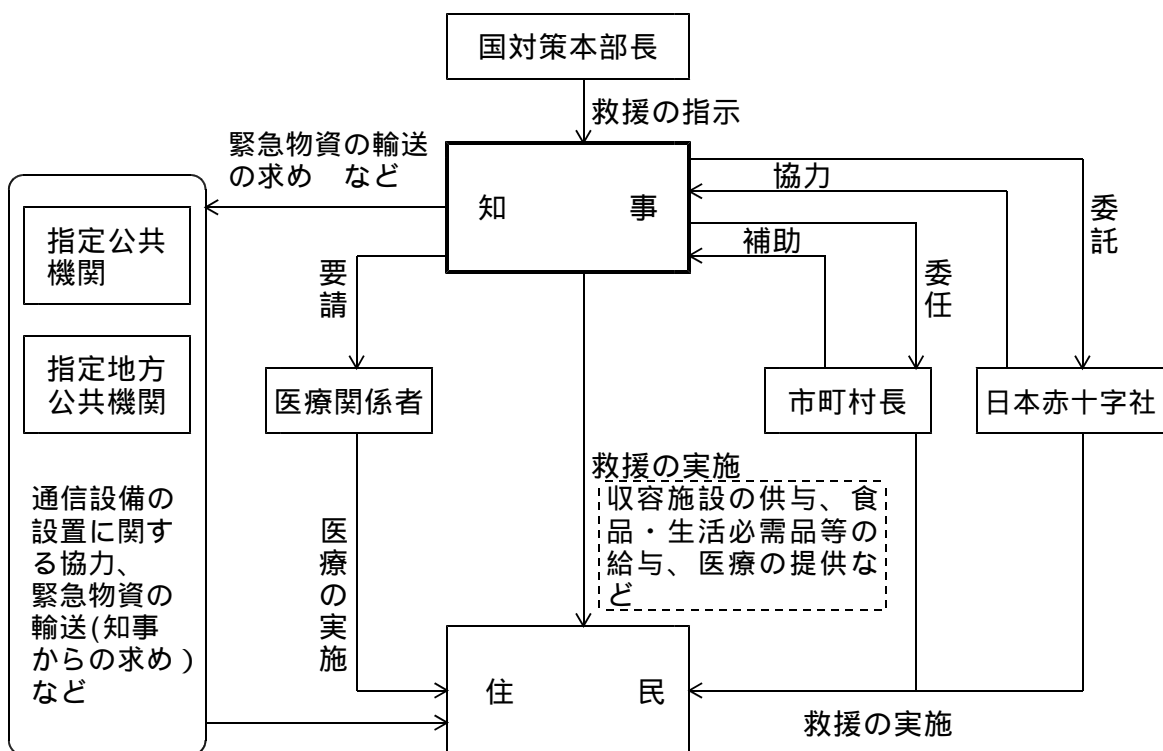 国対策本部長
救援の指示
緊急物資の輸送
の求め　など
知　　　事
協力
補助
委託
委任
要請
指定公共
機関
指定地方
公共機関
医療関係者
市町村長
日本赤十字社
通信設備の
設置に関す
る協力、
緊急物資の
輸送(知事
からの求め)
など
医療の実施
救援の実施
収容施設の供与、食
品・生活必需品等の
給与、医療の提供な
ど
住　　　民
救援の実施